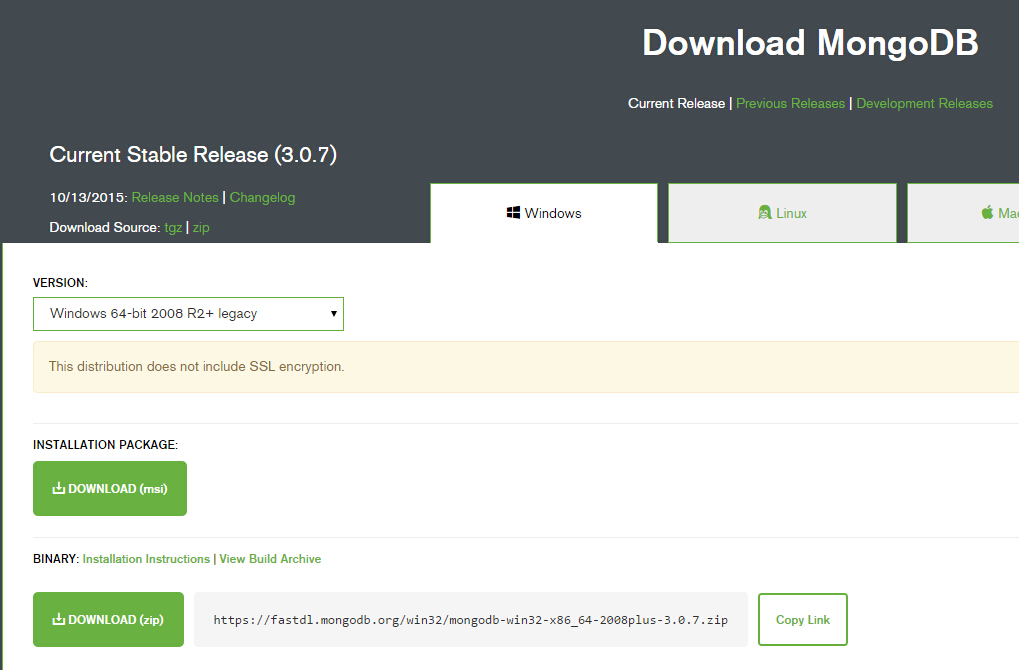 Download MongoDB
Current Release | Previous Releases | Development Releases
Current Stable Release (3.0.7)
10/13/2015: Release Notes | Changelog
Download Source: tgz | zip
Windows
Linux
Mac
VERSION:
Windows 64-bit 2008 R2+ legacy
This distribution does not include SSL encryption.
INSTALLATION PACKAGE:
DOWNLOAD (msi)
BINARY: Installation Instructions | View Build Archive
DOWNLOAD (zip)
https://fastdl.mongodb.org/win32/mongodb-win32-x86_64-2008plus-3.0.7.zip
Copy Link